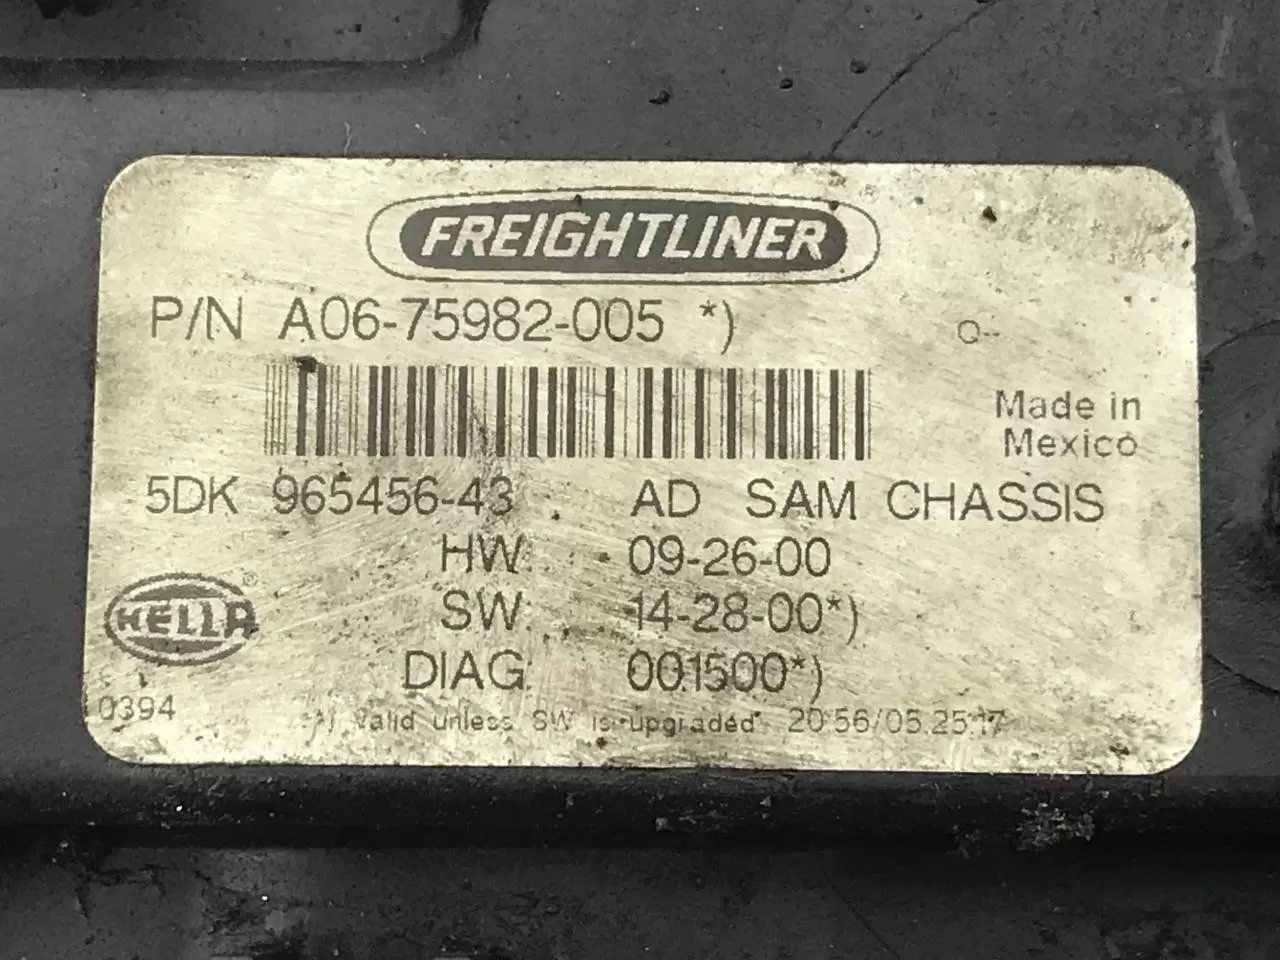 FREIGHTLINER
P/N A06-75982-005 *)
Q--
Made in
Mexico
5DK 965456-43 AD SAM CHASSIS
HW: 09-26-00
SW: 14-28-00*)
HELLA®
DIAG: 001500*)
0394
*) Valid unless SW is upgraded 20:56/05.25.17